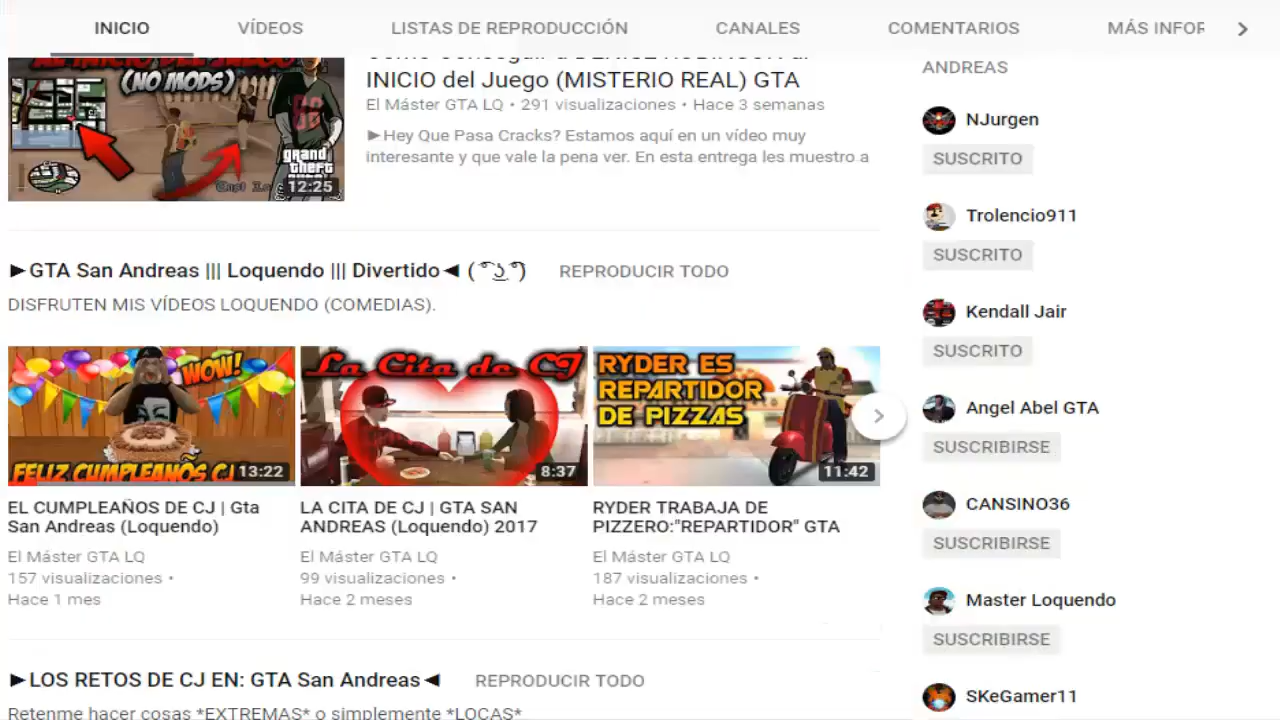 INICIO
VÍDEOS
LISTAS DE REPRODUCCIÓN
CANALES
COMENTARIOS
MÁS INFOR
(NO MODS)
grand
theft
12:25
INICIO del Juego (MISTERIO REAL) GTA
El Máster GTA LQ • 291 visualizaciones • Hace 3 semanas
►Hey Que Pasa Cracks? Estamos aquí en un vídeo muy
interesante y que vale la pena ver. En esta entrega les muestro a
►GTA San Andreas ||| Loquendo ||| Divertido◄ ( ͡° ͜ʖ ͡°)
REPRODUCIR TODO
DISFRUTEN MIS VÍDEOS LOQUENDO (COMEDIAS).
WOW!
FELIZ CUMPLEAÑOS CJ
13:22
EL CUMPLEAÑOS DE CJ | Gta
San Andreas (Loquendo)
El Máster GTA LQ
157 visualizaciones •
Hace 1 mes
La Cita de CJ
8:37
LA CITA DE CJ | GTA SAN
ANDREAS (Loquendo) 2017
El Máster GTA LQ
99 visualizaciones •
Hace 2 meses
RYDER ES
REPARTIDOR
DE PIZZAS
11:42
RYDER TRABAJA DE
PIZZERO:"REPARTIDOR" GTA
El Máster GTA LQ
187 visualizaciones •
Hace 2 meses
►LOS RETOS DE CJ EN: GTA San Andreas◄
REPRODUCIR TODO
Retenme hacer cosas *EXTREMAS* o simplemente *LOCAS*
ANDREAS
NJurgen
SUSCRITO
Trolencio911
SUSCRITO
Kendall Jair
SUSCRITO
Angel Abel GTA
SUSCRIBIRSE
CANSINO36
SUSCRIBIRSE
Master Loquendo
SUSCRIBIRSE
SKeGamer11